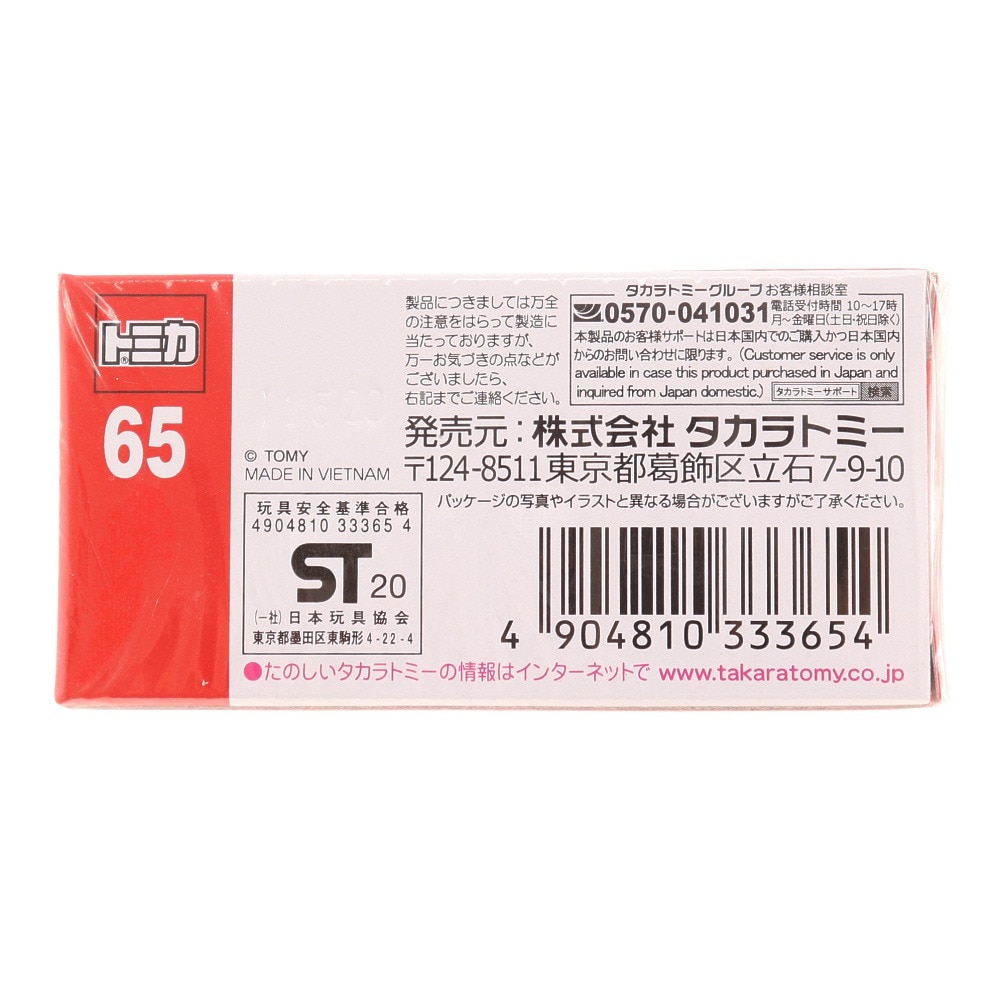 トミカ
®
65
© TOMY
MADE IN VIETNAM
製品につきましては万全
の注意をはらって製造に
当たっておりますが、
万一お気づきの点などが
ございましたら、
右記までご連絡ください。
タカラトミーグループお客様相談室
0570-041031 電話受付時間 10〜17時
月〜金曜日(土日・祝日除く)
本製品のお客様サポートは日本国内でのご購入かつ日本国内
からのお問い合わせに限ります。(Customer service is only
available in case this product purchased in Japan and
inquired from Japan domestic.) タカラトミーサポート 検索
発売元：株式会社 タカラトミー
〒124-8511東京都葛飾区立石7-9-10
パッケージの写真やイラストと異なる場合がございますがご了承ください。
玩具安全基準合格
4904810 33365 4
ST 20
(一社)日本玩具協会
東京都墨田区東駒形4-22-4
4 904810 333654
●たのしいタカラトミーの情報はインターネットで www.takaratomy.co.jp